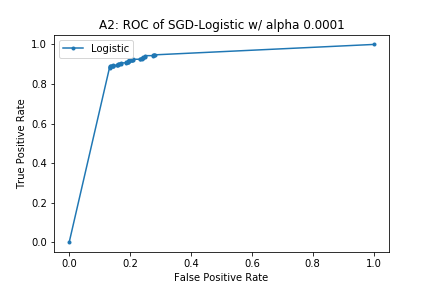 A2: ROC of SGD-Logistic w/ alpha 0.0001
Logistic
1.0
0.8
0.6
0.4
0.2
0.0
True Positive Rate
0.0 0.2 0.4 0.6 0.8 1.0
False Positive Rate